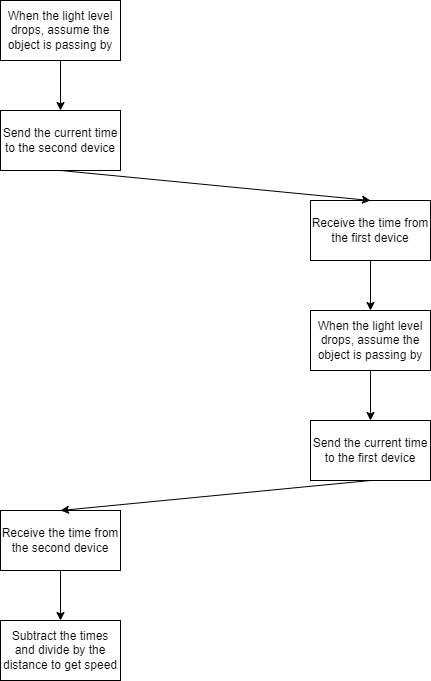 When the light level
drops, assume the
object is passing by
Send the current time
to the second device
Receive the time from
the first device
When the light level
drops, assume the
object is passing by
Send the current time
to the first device
Receive the time from
the second device
Subtract the times
and divide by the
distance to get speed